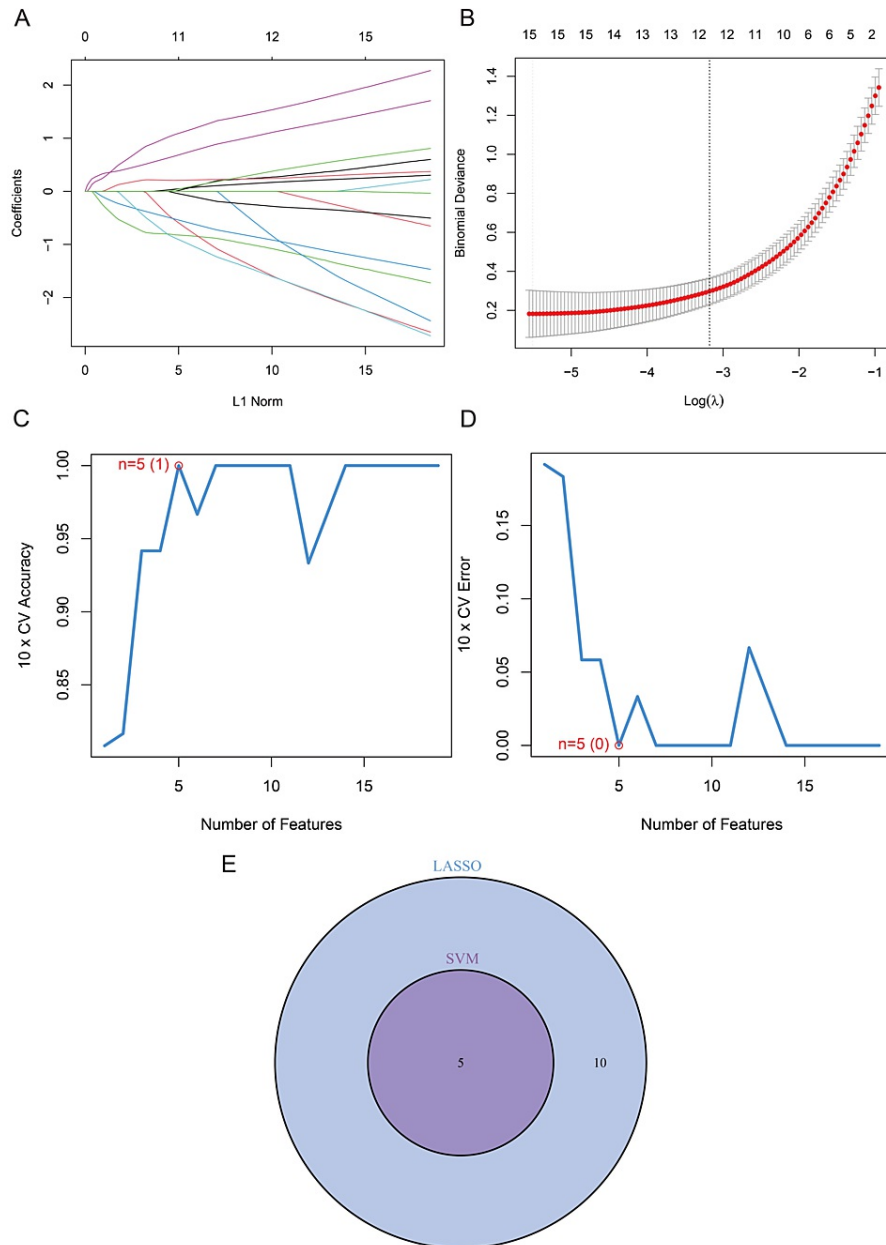 A
0 11 12 15
2
1
0
−1
−2
Coefficients
0 5 10 15
L1 Norm
B
15 15 15 14 13 13 12 12 11 10 6 6 5 2
1.4
1.2
1.0
0.8
0.6
0.4
0.2
Binomial Deviance
−5 −4 −3 −2 −1
Log(λ)
C
n=5 (1)
1.00
0.95
0.90
0.85
10 x CV Accuracy
5 10 15
Number of Features
D
0.15
0.10
0.05
0.00
10 x CV Error
n=5 (0)
5 10 15
Number of Features
E
LASSO
SVM
5 10